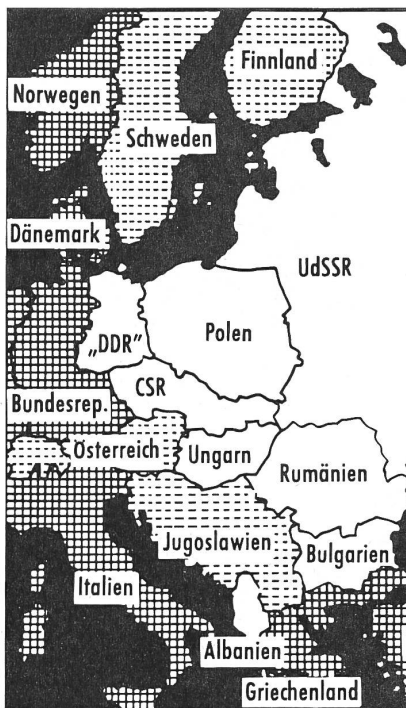 Finnland
Norwegen
Schweden
Dänemark
UdSSR
Polen
„DDR"
CSR
Bundesrep.
Österreich
Ungarn
Rumänien
Jugoslawien
Bulgarien
Italien
Albanien
Griechenland